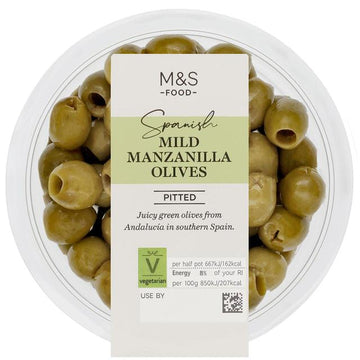 M&S
-FOOD-
Spanish
MILD
MANZANILLA
OLIVES
PITTED
Juicy green olives from
Andalucía in southern Spain.
V
vegetarian
per half pot 667kJ/162kcal
Energy 8% of your RI
per 100g 850kJ/207kcal
USE BY